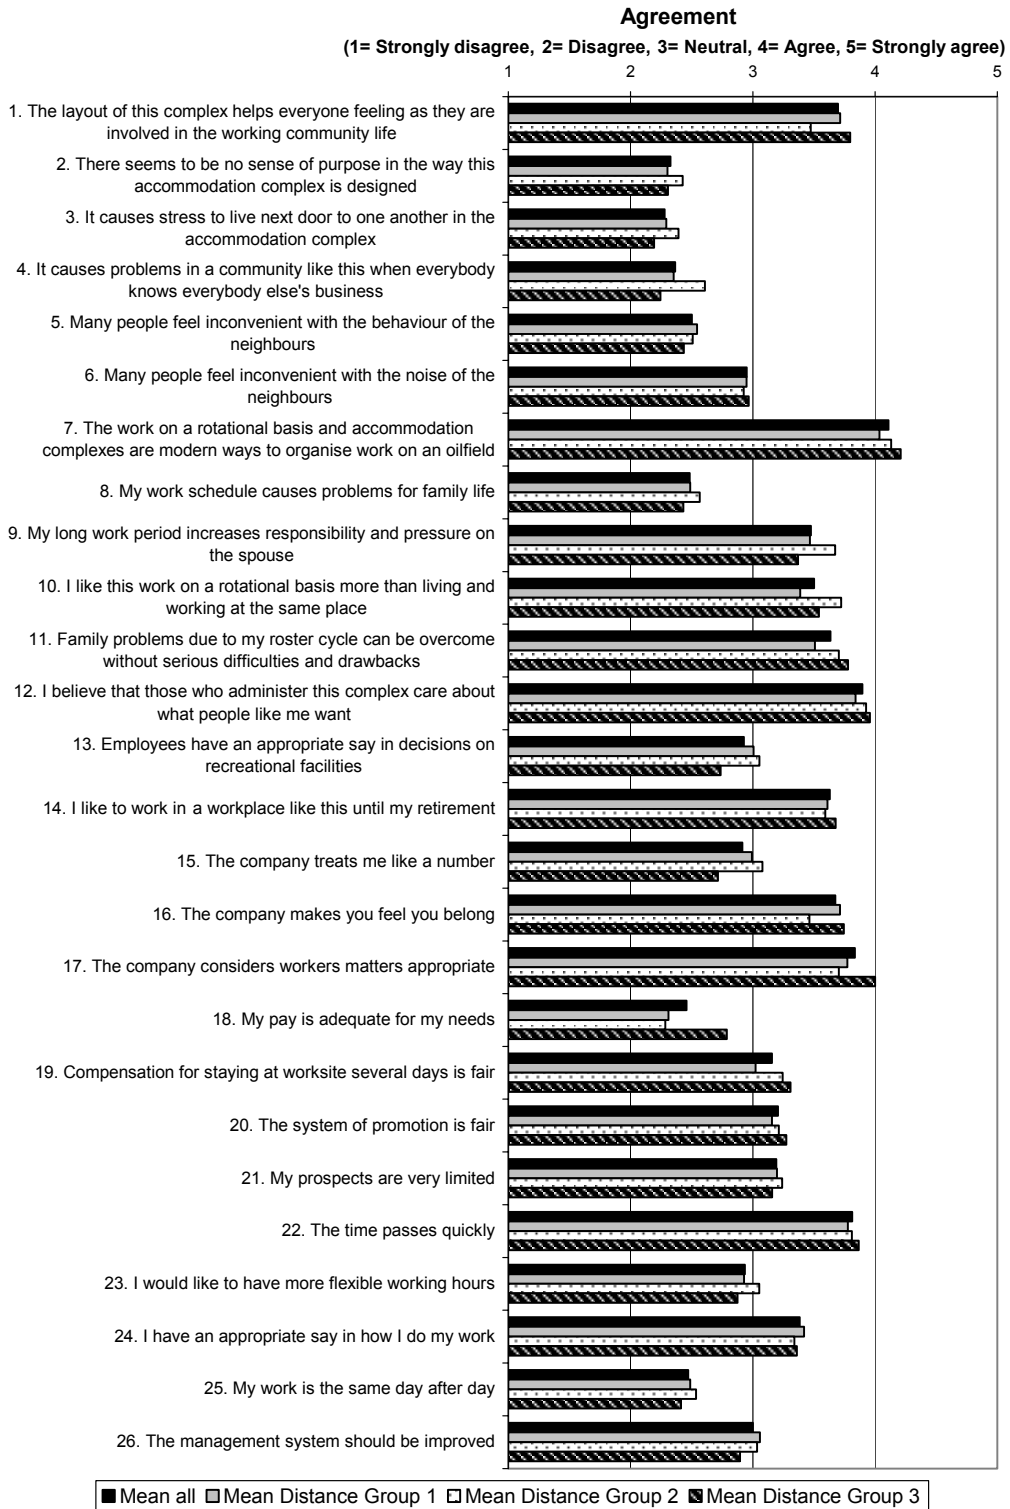 Agreement
(1= Strongly disagree, 2= Disagree, 3= Neutral, 4= Agree, 5= Strongly agree)
1 2 3 4 5
1. The layout of this complex helps everyone feeling as they are
involved in the working community life
2. There seems to be no sense of purpose in the way this
accommodation complex is designed
3. It causes stress to live next door to one another in the
accommodation complex
4. It causes problems in a community like this when everybody
knows everybody else's business
5. Many people feel inconvenient with the behaviour of the
neighbours
6. Many people feel inconvenient with the noise of the
neighbours
7. The work on a rotational basis and accommodation
complexes are modern ways to organise work on an oilfield
8. My work schedule causes problems for family life
9. My long work period increases responsibility and pressure on
the spouse
10. I like this work on a rotational basis more than living and
working at the same place
11. Family problems due to my roster cycle can be overcome
without serious difficulties and drawbacks
12. I believe that those who administer this complex care about
what people like me want
13. Employees have an appropriate say in decisions on
recreational facilities
14. I like to work in a workplace like this until my retirement
15. The company treats me like a number
16. The company makes you feel you belong
17. The company considers workers matters appropriate
18. My pay is adequate for my needs
19. Compensation for staying at worksite several days is fair
20. The system of promotion is fair
21. My prospects are very limited
22. The time passes quickly
23. I would like to have more flexible working hours
24. I have an appropriate say in how I do my work
25. My work is the same day after day
26. The management system should be improved
Mean all Mean Distance Group 1 Mean Distance Group 2 Mean Distance Group 3